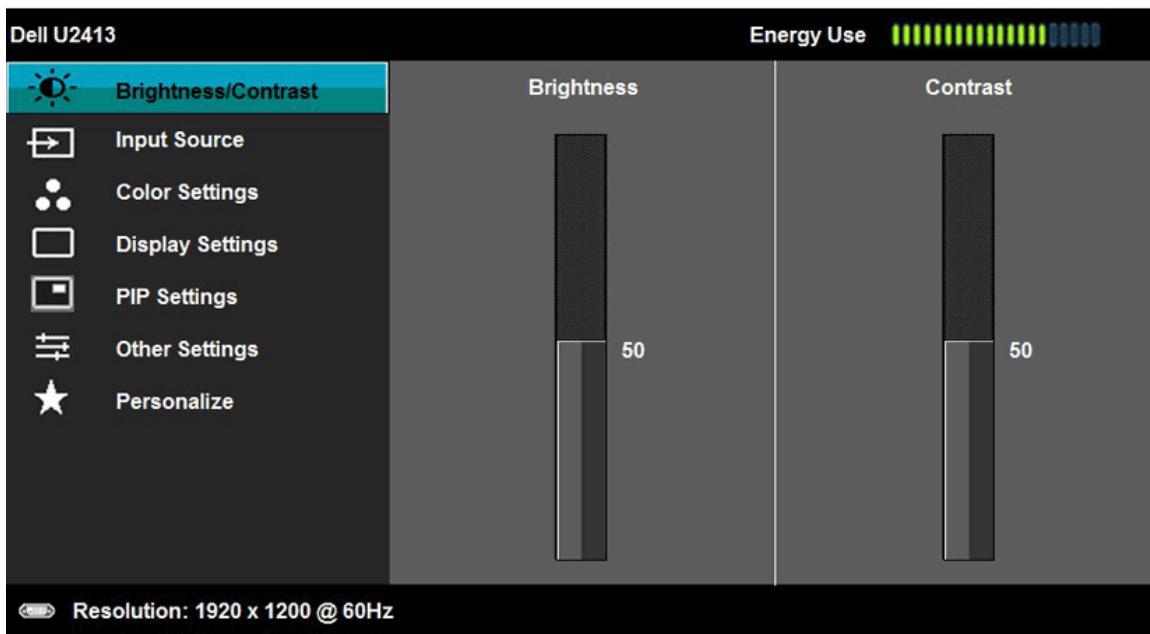 Dell U2413
Energy Use
Brightness/Contrast
Input Source
Color Settings
Display Settings
PIP Settings
Other Settings
Personalize
Brightness
50
Contrast
50
Resolution: 1920 x 1200 @ 60Hz